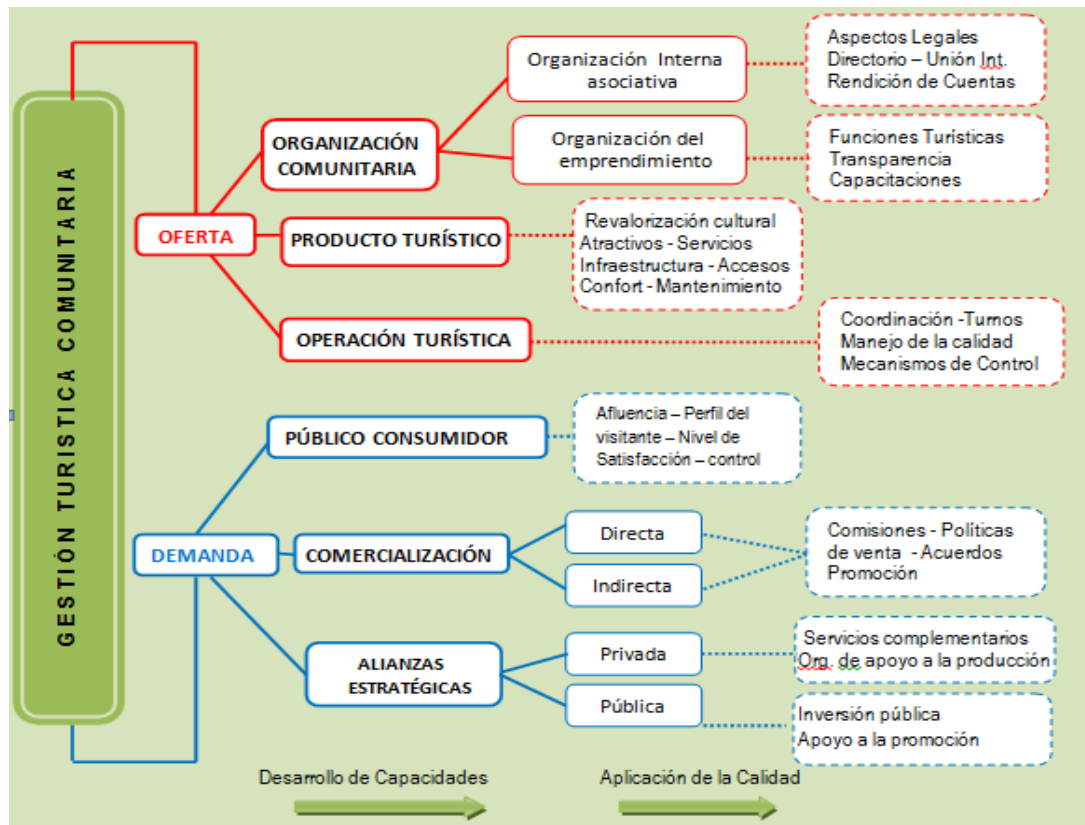 GESTIÓN TURISTICA COMUNITARIA
OFERTA
ORGANIZACIÓN
COMUNITARIA
Organización Interna
asociativa
Aspectos Legales
Directorio – Unión Int.
Rendición de Cuentas
Organización del
emprendimiento
Funciones Turísticas
Transparencia
Capacitaciones
PRODUCTO TURÍSTICO
Revalorización cultural
Atractivos - Servicios
Infraestructura - Accesos
Confort - Mantenimiento
OPERACIÓN TURÍSTICA
Coordinación -Turnos
Manejo de la calidad
Mecanismos de Control
DEMANDA
PÚBLICO CONSUMIDOR
Afluencia – Perfil del
visitante – Nivel de
Satisfacción – control
COMERCIALIZACIÓN
Directa
Indirecta
Comisiones - Políticas
de venta - Acuerdos
Promoción
ALIANZAS
ESTRATÉGICAS
Privada
Servicios complementarios
Org. de apoyo a la producción
Pública
Inversión pública
Apoyo a la promoción
Desarrollo de Capacidades
Aplicación de la Calidad